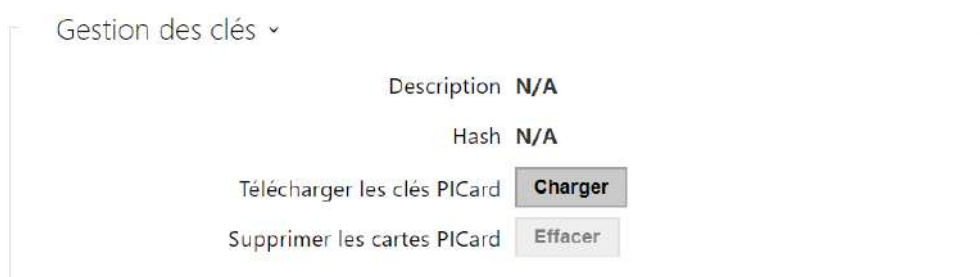 Gestion des clés
Description N/A
Hash N/A
Télécharger les clés PICard Charger
Supprimer les cartes PICard Effacer